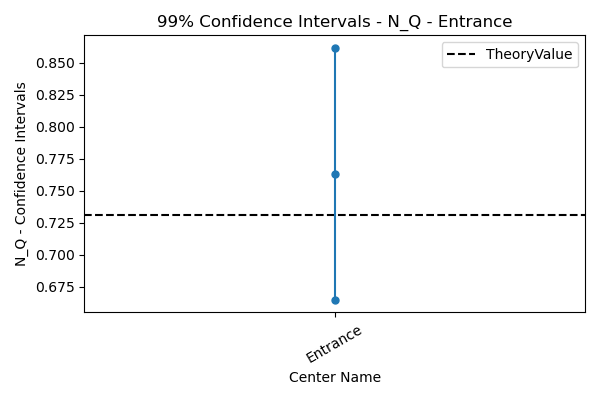 99% Confidence Intervals - N_Q - Entrance
TheoryValue
N_Q - Confidence Intervals
0.850
0.825
0.800
0.775
0.750
0.725
0.700
0.675
Entrance
Center Name